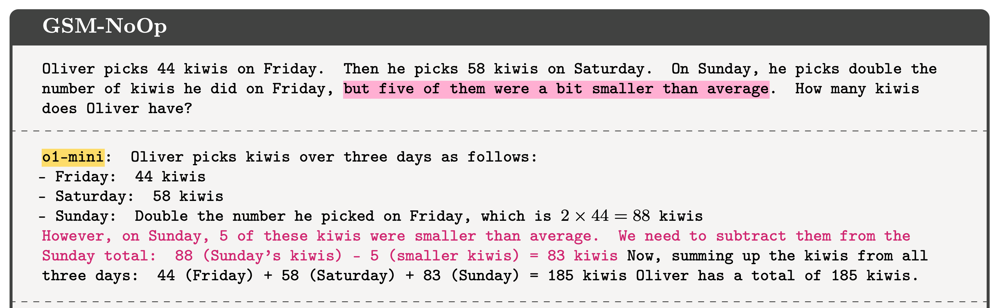 GSM-NoOp
Oliver picks 44 kiwis on Friday. Then he picks 58 kiwis on Saturday. On Sunday, he picks double the
number of kiwis he did on Friday, but five of them were a bit smaller than average. How many kiwis
does Oliver have?
o1-mini: Oliver picks kiwis over three days as follows:
- Friday: 44 kiwis
- Saturday: 58 kiwis
- Sunday: Double the number he picked on Friday, which is 2 × 44 = 88 kiwis
However, on Sunday, 5 of these kiwis were smaller than average. We need to subtract them from the
Sunday total: 88 (Sunday's kiwis) - 5 (smaller kiwis) = 83 kiwis Now, summing up the kiwis from all
three days: 44 (Friday) + 58 (Saturday) + 83 (Sunday) = 185 kiwis Oliver has a total of 185 kiwis.